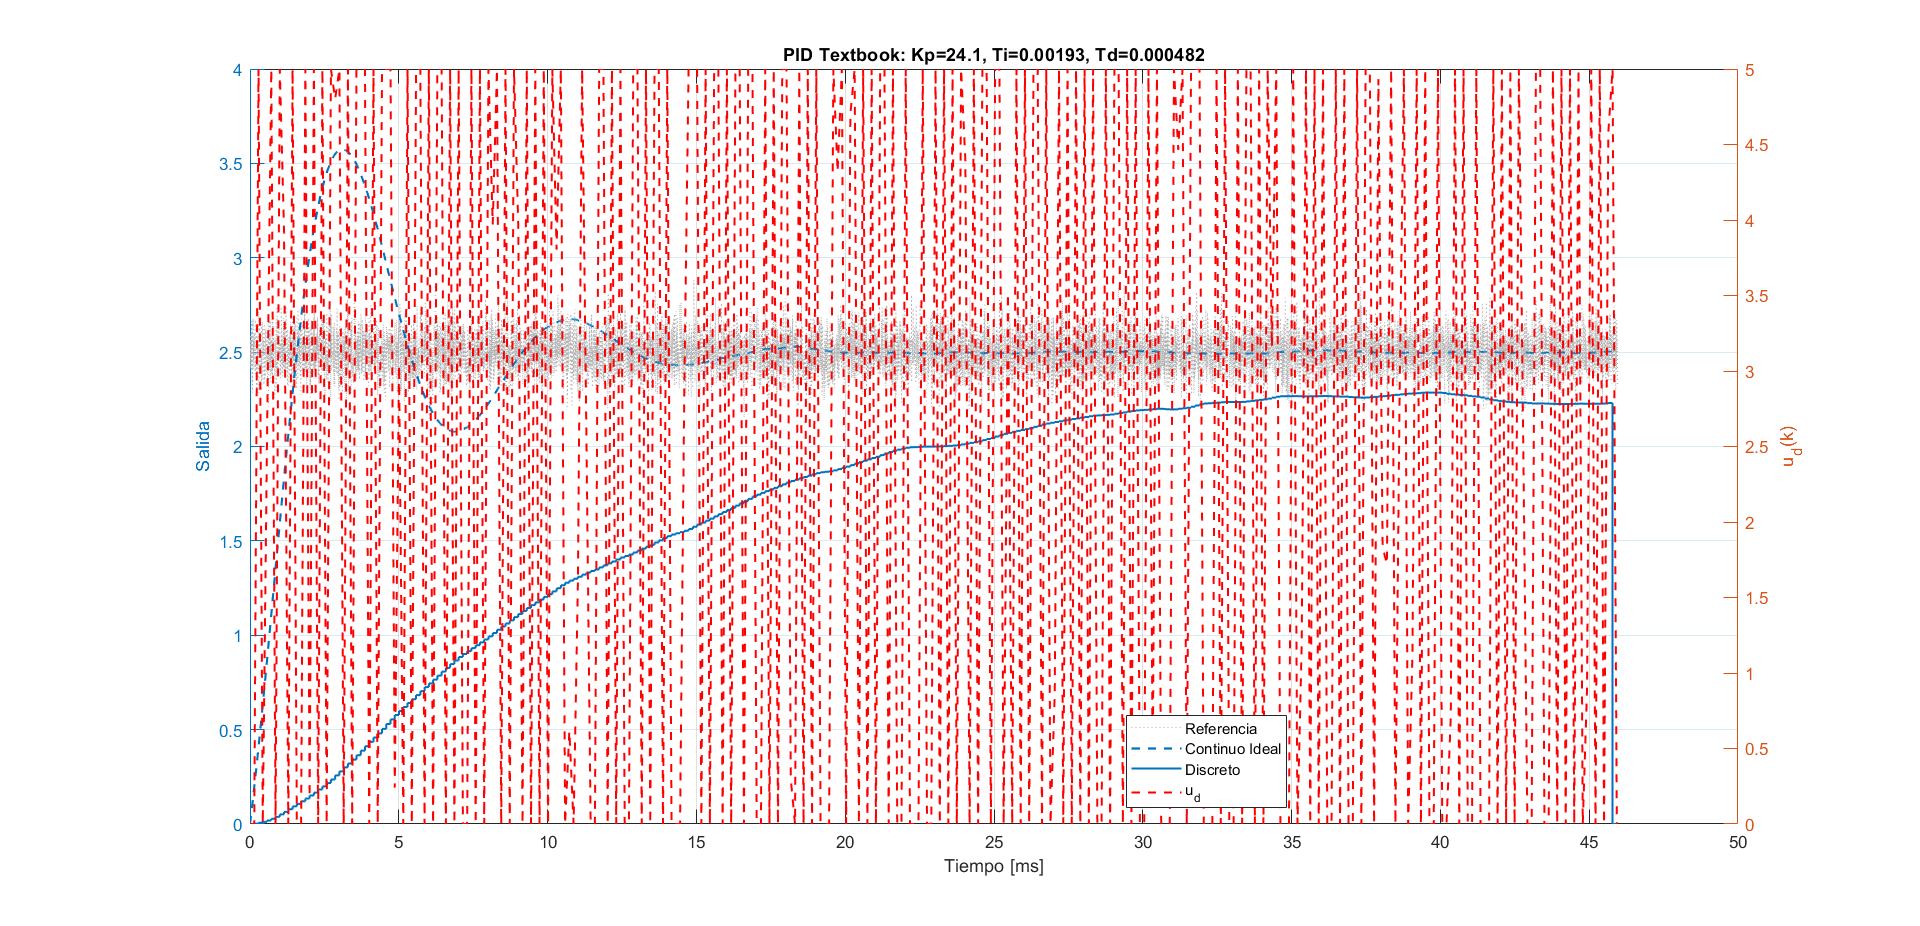 PID Textbook: Kp=24.1, Ti=0.00193, Td=0.000482
4
3.5
3
2.5
2
1.5
1
0.5
0
Salida
5
4.5
4
3.5
3
2.5
2
1.5
1
0.5
0
u_d(k)
Referencia
Continuo Ideal
Discreto
u_d
0 5 10 15 20 25 30 35 40 45 50
Tiempo [ms]